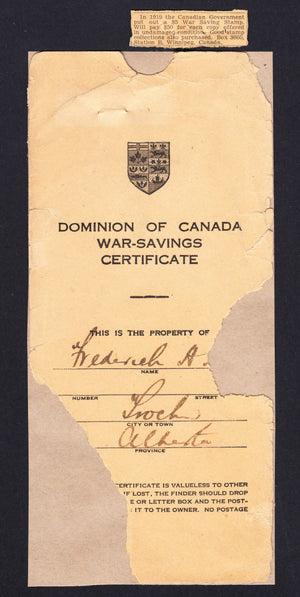 In 1919 the Canadian Government
put out a $5 War Saving Stamp.
Will pay $50 for each copy offered
in undamaged condition. Good stamp
collections also purchased. Box 3666,
Station B, Winnipeg, Canada.
DOMINION OF CANADA
WAR-SAVINGS
CERTIFICATE
THIS IS THE PROPERTY OF
Frederick A.
NAME
NUMBER STREET
Troch
CITY OR TOWN
Alberta
PROVINCE
CERTIFICATE IS VALUELESS TO OTHER
IF LOST, THE FINDER SHOULD DROP
E OR LETTER BOX AND THE POST-
IT TO THE OWNER. NO POSTAGE